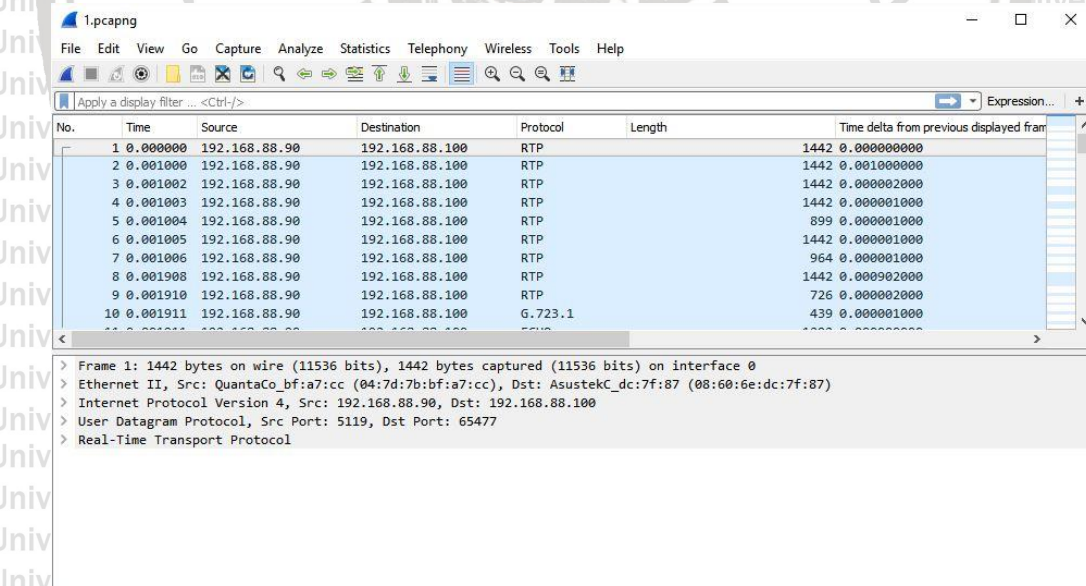 1.pcapng
File Edit View Go Capture Analyze Statistics Telephony Wireless Tools Help
Apply a display filter ... <Ctrl-/> Expression... +
No. Time Source Destination Protocol Length Time delta from previous displayed fram
1 0.000000 192.168.88.90 192.168.88.100 RTP 1442 0.000000000
2 0.001000 192.168.88.90 192.168.88.100 RTP 1442 0.001000000
3 0.001002 192.168.88.90 192.168.88.100 RTP 1442 0.000002000
4 0.001003 192.168.88.90 192.168.88.100 RTP 1442 0.000001000
5 0.001004 192.168.88.90 192.168.88.100 RTP 899 0.000001000
6 0.001005 192.168.88.90 192.168.88.100 RTP 1442 0.000001000
7 0.001006 192.168.88.90 192.168.88.100 RTP 964 0.000001000
8 0.001908 192.168.88.90 192.168.88.100 RTP 1442 0.000902000
9 0.001910 192.168.88.90 192.168.88.100 RTP 726 0.000002000
10 0.001911 192.168.88.90 192.168.88.100 G.723.1 439 0.000001000
> Frame 1: 1442 bytes on wire (11536 bits), 1442 bytes captured (11536 bits) on interface 0
> Ethernet II, Src: QuantaCo_bf:a7:cc (04:7d:7b:bf:a7:cc), Dst: AsustekC_dc:7f:87 (08:60:6e:dc:7f:87)
> Internet Protocol Version 4, Src: 192.168.88.90, Dst: 192.168.88.100
> User Datagram Protocol, Src Port: 5119, Dst Port: 65477
> Real-Time Transport Protocol